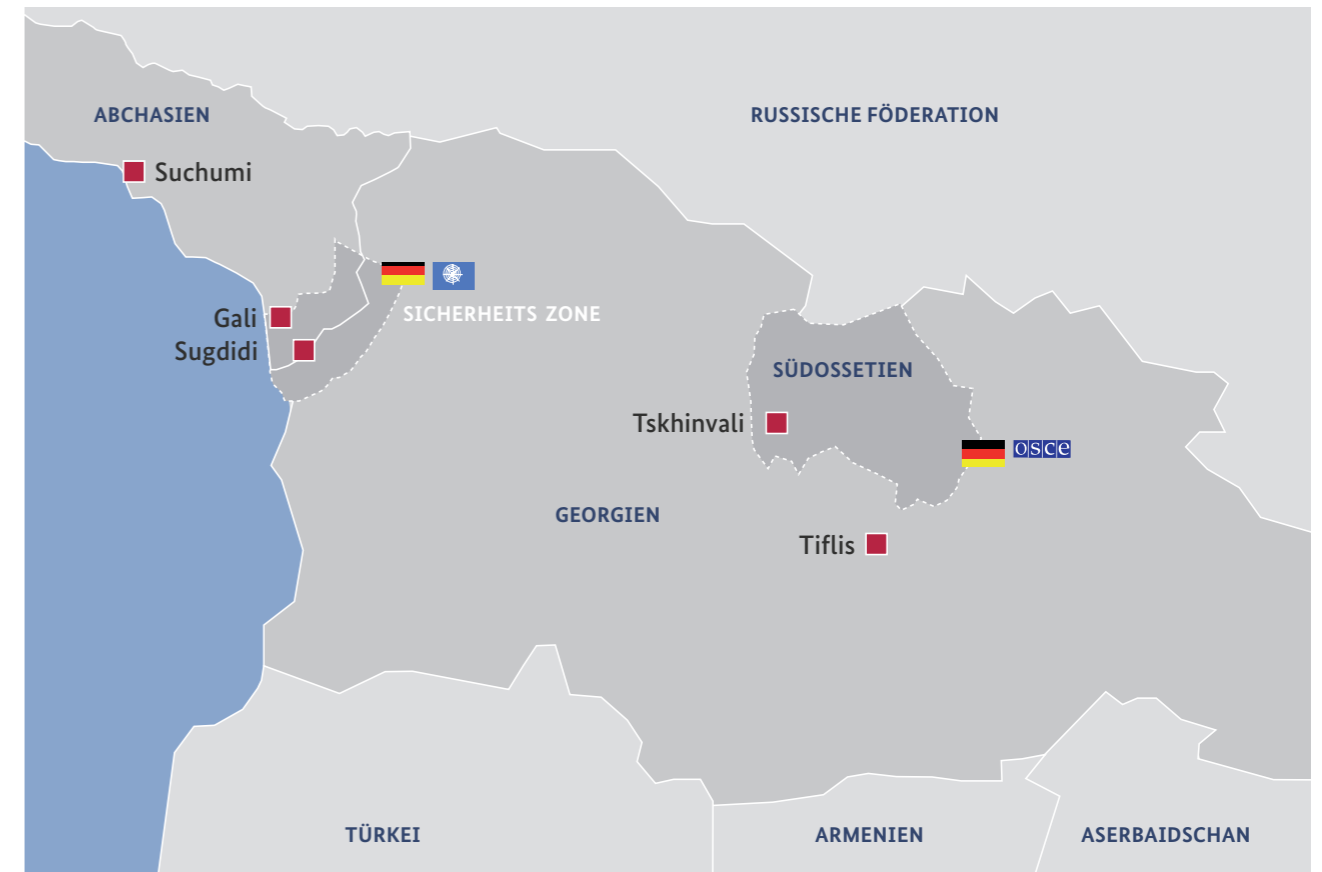 ABCHASIEN
RUSSISCHE FÖDERATION
Suchumi
SICHERHEITS ZONE
Gali
Sugdidi
SÜDOSSETIEN
Tskhinvali
OSCE
GEORGIEN
Tiflis
TÜRKEI
ARMENIEN
ASERBAIDSCHAN